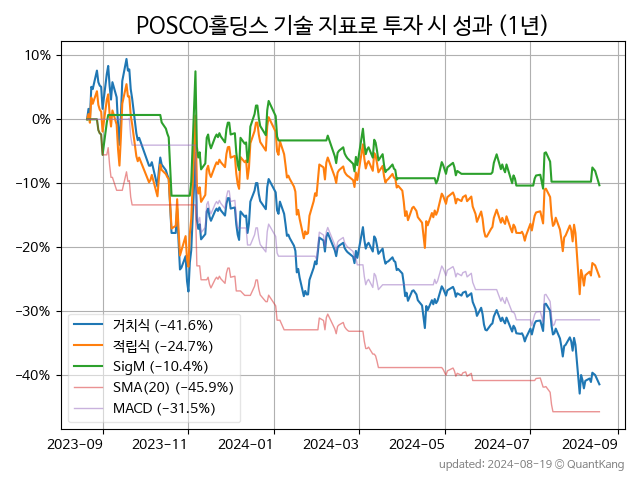 POSCO홀딩스 기술 지표로 투자 시 성과 (1년)
10%
0%
−10%
−20%
−30%
−40%
거치식 (−41.6%)
적립식 (−24.7%)
SigM (−10.4%)
SMA(20) (−45.9%)
MACD (−31.5%)
2023-09 2023-11 2024-01 2024-03 2024-05 2024-07 2024-09
updated: 2024-08-19 © QuantKang